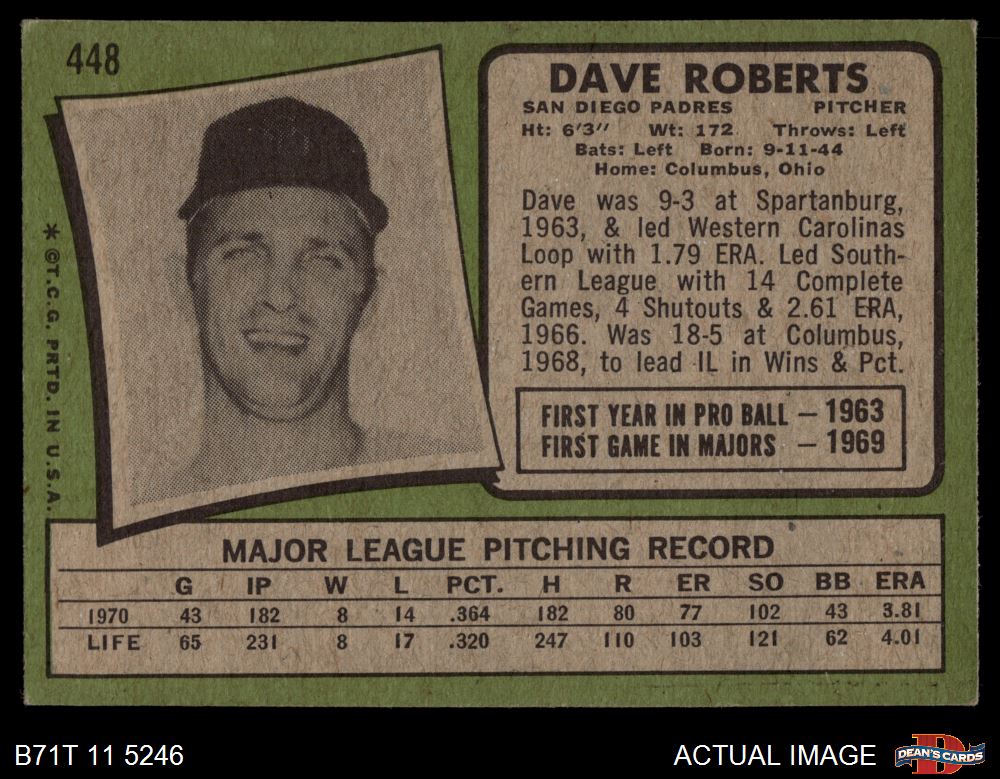 448
DAVE ROBERTS
SAN DIEGO PADRES PITCHER
Ht: 6'3" Wt: 172 Throws: Left
Bats: Left Born: 9-11-44
Home: Columbus, Ohio
Dave was 9-3 at Spartanburg,
1963, & led Western Carolinas
Loop with 1.79 ERA. Led South-
ern League with 14 Complete
Games, 4 Shutouts & 2.61 ERA,
1966. Was 18-5 at Columbus,
1968, to lead IL in Wins & Pct.
FIRST YEAR IN PRO BALL – 1963
FIRST GAME IN MAJORS – 1969
* ©T.C.G. PRTD. IN U.S.A.
MAJOR LEAGUE PITCHING RECORD
G IP W L PCT. H R ER SO BB ERA
1970 43 182 8 14 .364 182 80 77 102 43 3.81
LIFE 65 231 8 17 .320 247 110 103 121 62 4.01
B71T 11 5246
ACTUAL IMAGE
D
DEAN'S CARDS